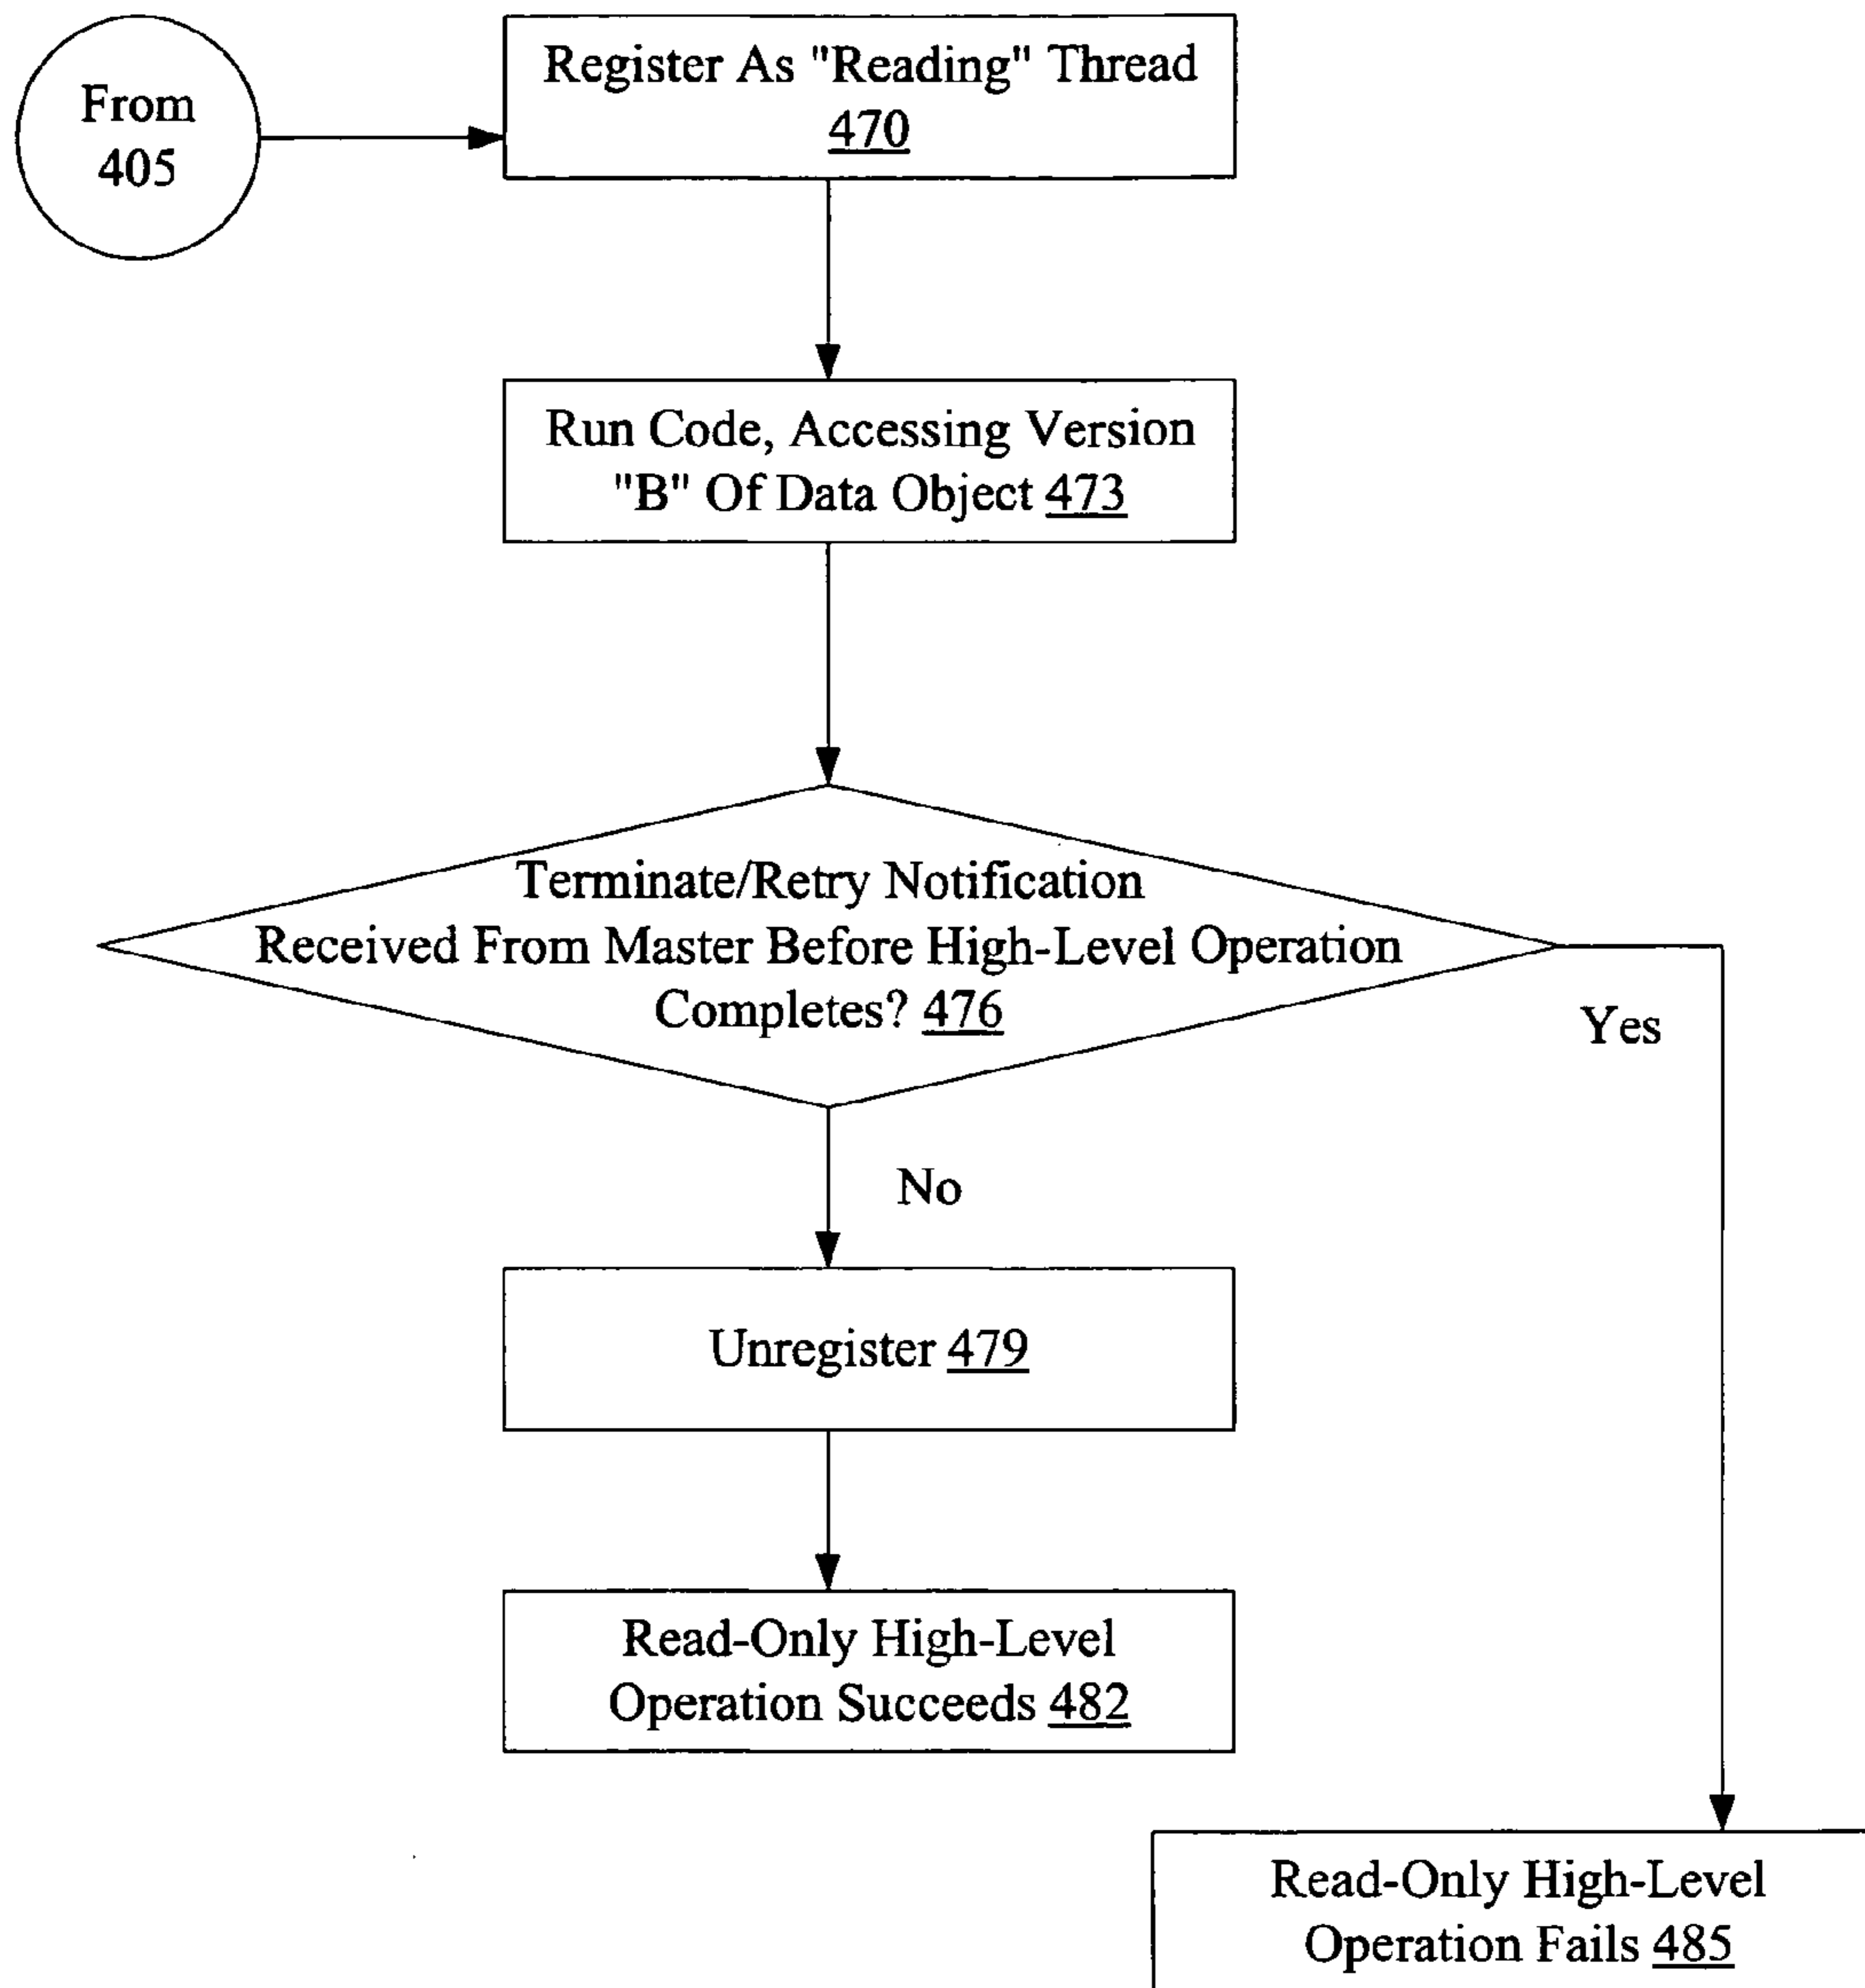 From
405
Register As "Reading" Thread
470
Run Code, Accessing Version
"B" Of Data Object 473
Terminate/Retry Notification
Received From Master Before High-Level Operation
Completes? 476
Yes
No
Unregister 479
Read-Only High-Level
Operation Succeeds 482
Read-Only High-Level
Operation Fails 485